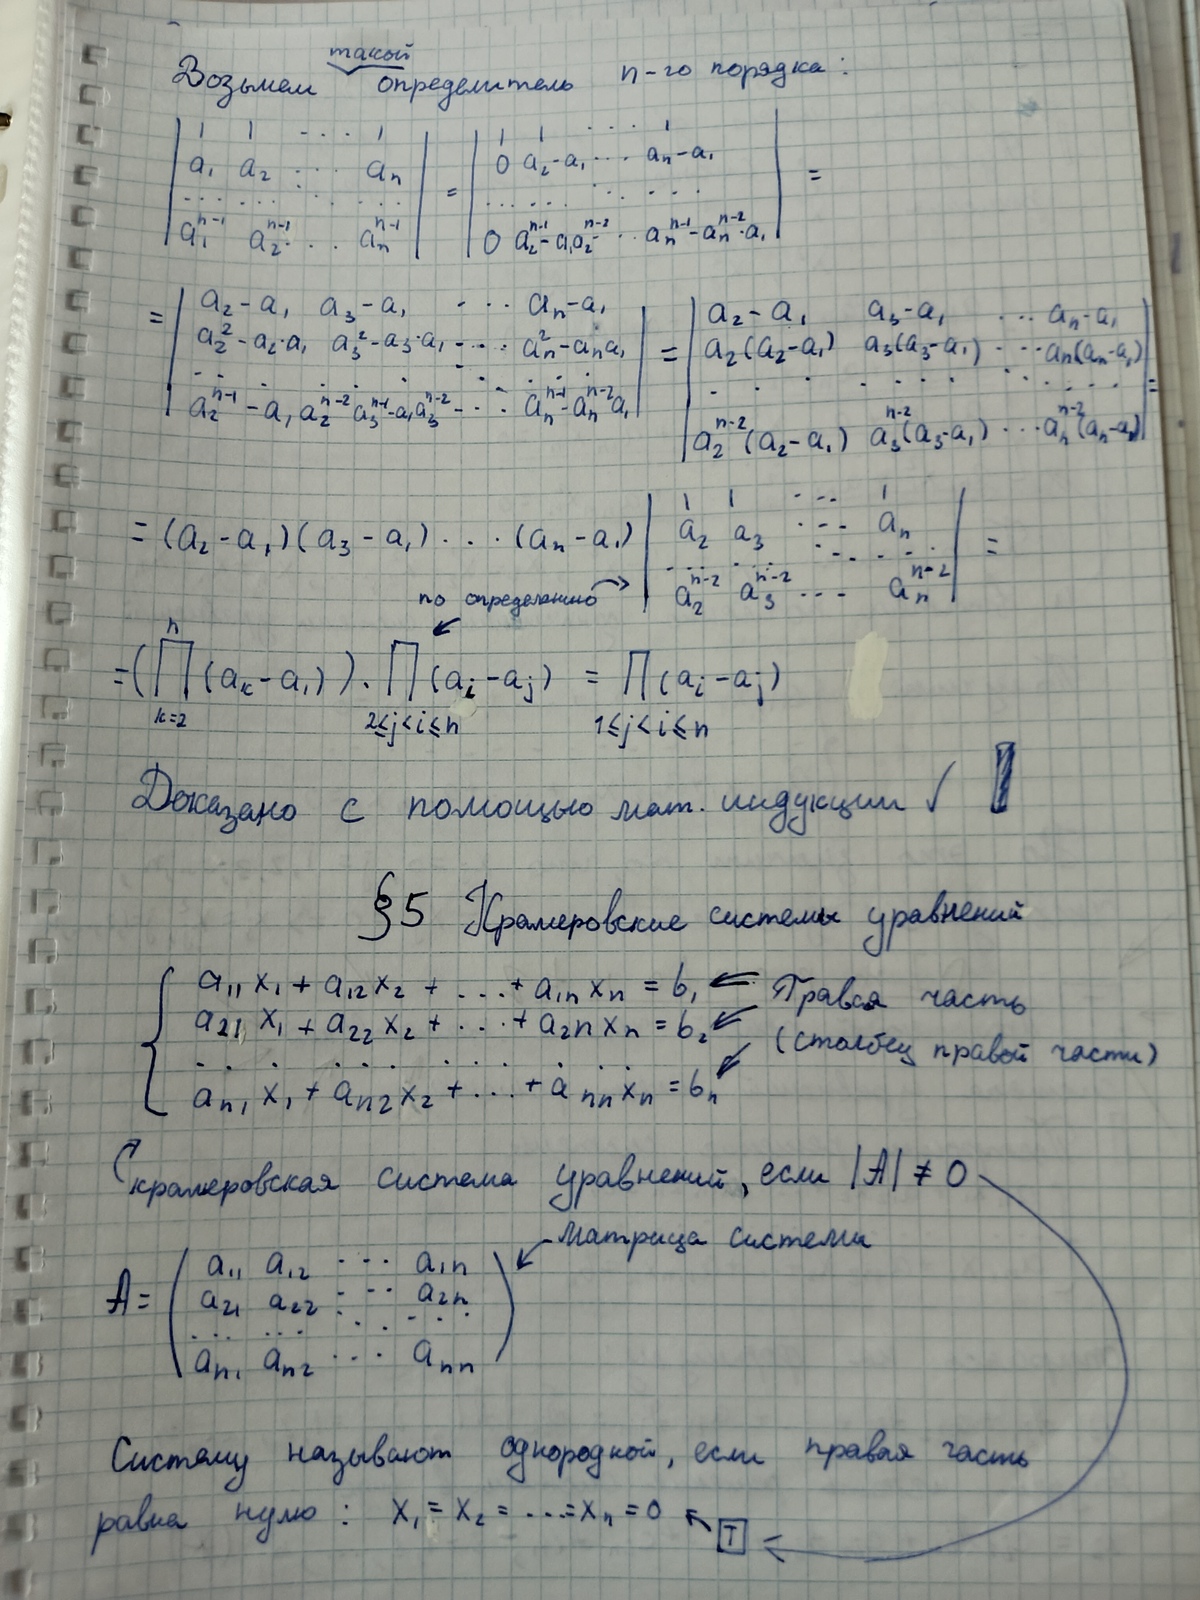 такой
Возьмем определитель n-го порядка:
| 1 1 ... 1 | = | 1 1 ... 1 | =
| a₁ a₂ ... aₙ | | 0 a₂-a₁ ... aₙ-a₁ |
| ... ... ... | | ... ... ... |
| a₁ⁿ⁻¹ a₂ⁿ⁻¹ ... aₙⁿ⁻¹ | | 0 a₂ⁿ⁻¹-a₁a₂ⁿ⁻² ... aₙⁿ⁻¹-aₙⁿ⁻²·a₁ |
= | a₂-a₁ a₃-a₁ ... aₙ-a₁ | = | a₂-a₁ a₃-a₁ ... aₙ-a₁ | =
| a₂²-a₂·a₁ a₃²-a₃·a₁ ... aₙ²-aₙa₁ | | a₂(a₂-a₁) a₃(a₃-a₁) ... aₙ(aₙ-a₁) |
| ... ... ... | | ... ... ... |
| a₂ⁿ⁻¹-a₁a₂ⁿ⁻² a₃ⁿ⁻¹-a₁a₃ⁿ⁻² ... aₙⁿ⁻¹-aₙⁿ⁻²a₁ | | a₂ⁿ⁻²(a₂-a₁) a₃ⁿ⁻²(a₃-a₁) ... aₙⁿ⁻²(aₙ-a₁) |
= (a₂-a₁)(a₃-a₁)...(aₙ-a₁) | 1 1 ... 1 | =
| a₂ a₃ ... aₙ |
| ... ... ... |
| a₂ⁿ⁻² a₃ⁿ⁻² ... aₙⁿ⁻² |
по определению
n
=(∏(aₖ-a₁))·∏(aᵢ-aⱼ) = ∏(aᵢ-aⱼ)
k=2 2≤j<i≤n 1≤j<i≤n
Доказано с помощью мат. индукции √
§5 Крамеровские системы уравнений
a₁₁x₁+a₁₂x₂+...+a₁ₙxₙ=b₁ ← Правая часть
a₂₁x₁+a₂₂x₂+...+a₂ₙxₙ=b₂ (столбец правой части)
. . . . . . . .
aₙ₁x₁+aₙ₂x₂+...+aₙₙxₙ=bₙ
крамеровская система уравнений, если |A|≠0
матрица системы
A= ( a₁₁ a₁₂ ... a₁ₙ )
( a₂₁ a₂₂ ... a₂ₙ )
( ... ... ... )
( aₙ₁ aₙ₂ ... aₙₙ )
Систему называют однородной, если правая часть
равна нулю: x₁=x₂=...=xₙ=0 T